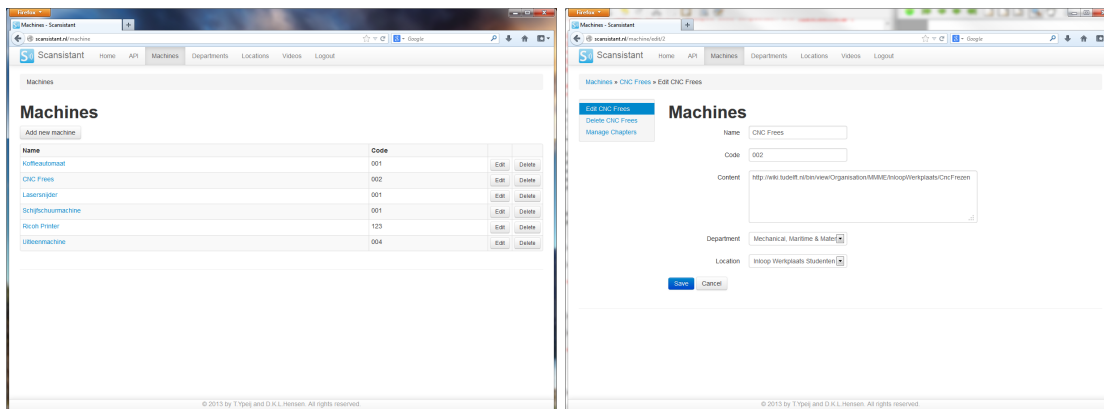 Firefox
Machines - Scansistant
scansistant.nl/machine
Google
Scansistant Home API Machines Departments Locations Videos Logout
Machines
Machines
Add new machine
Name Code
Koffieautomaat 001 Edit Delete
CNC Frees 002 Edit Delete
Lasersnijder 001 Edit Delete
Schijfschuurmachine 001 Edit Delete
Ricoh Printer 123 Edit Delete
Uitleenmachine 004 Edit Delete
© 2013 by T.Ypeij and D.K.L.Hensen. All rights reserved.
Firefox
Machines - Scansistant
scansistant.nl/machine/edit/2
Google
Scansistant Home API Machines Departments Locations Videos Logout
Machines » CNC Frees » Edit CNC Frees
Edit CNC Frees
Delete CNC Frees
Manage Chapters
Machines
Name CNC Frees
Code 002
Content http://wiki.tudelft.nl/bin/view/Organisation/MMME/InloopWerkplaats/CncFrezen
Department Mechanical, Maritime & Mater
Location Inloop Werkplaats Studenten
Save Cancel
© 2013 by T.Ypeij and D.K.L.Hensen. All rights reserved.